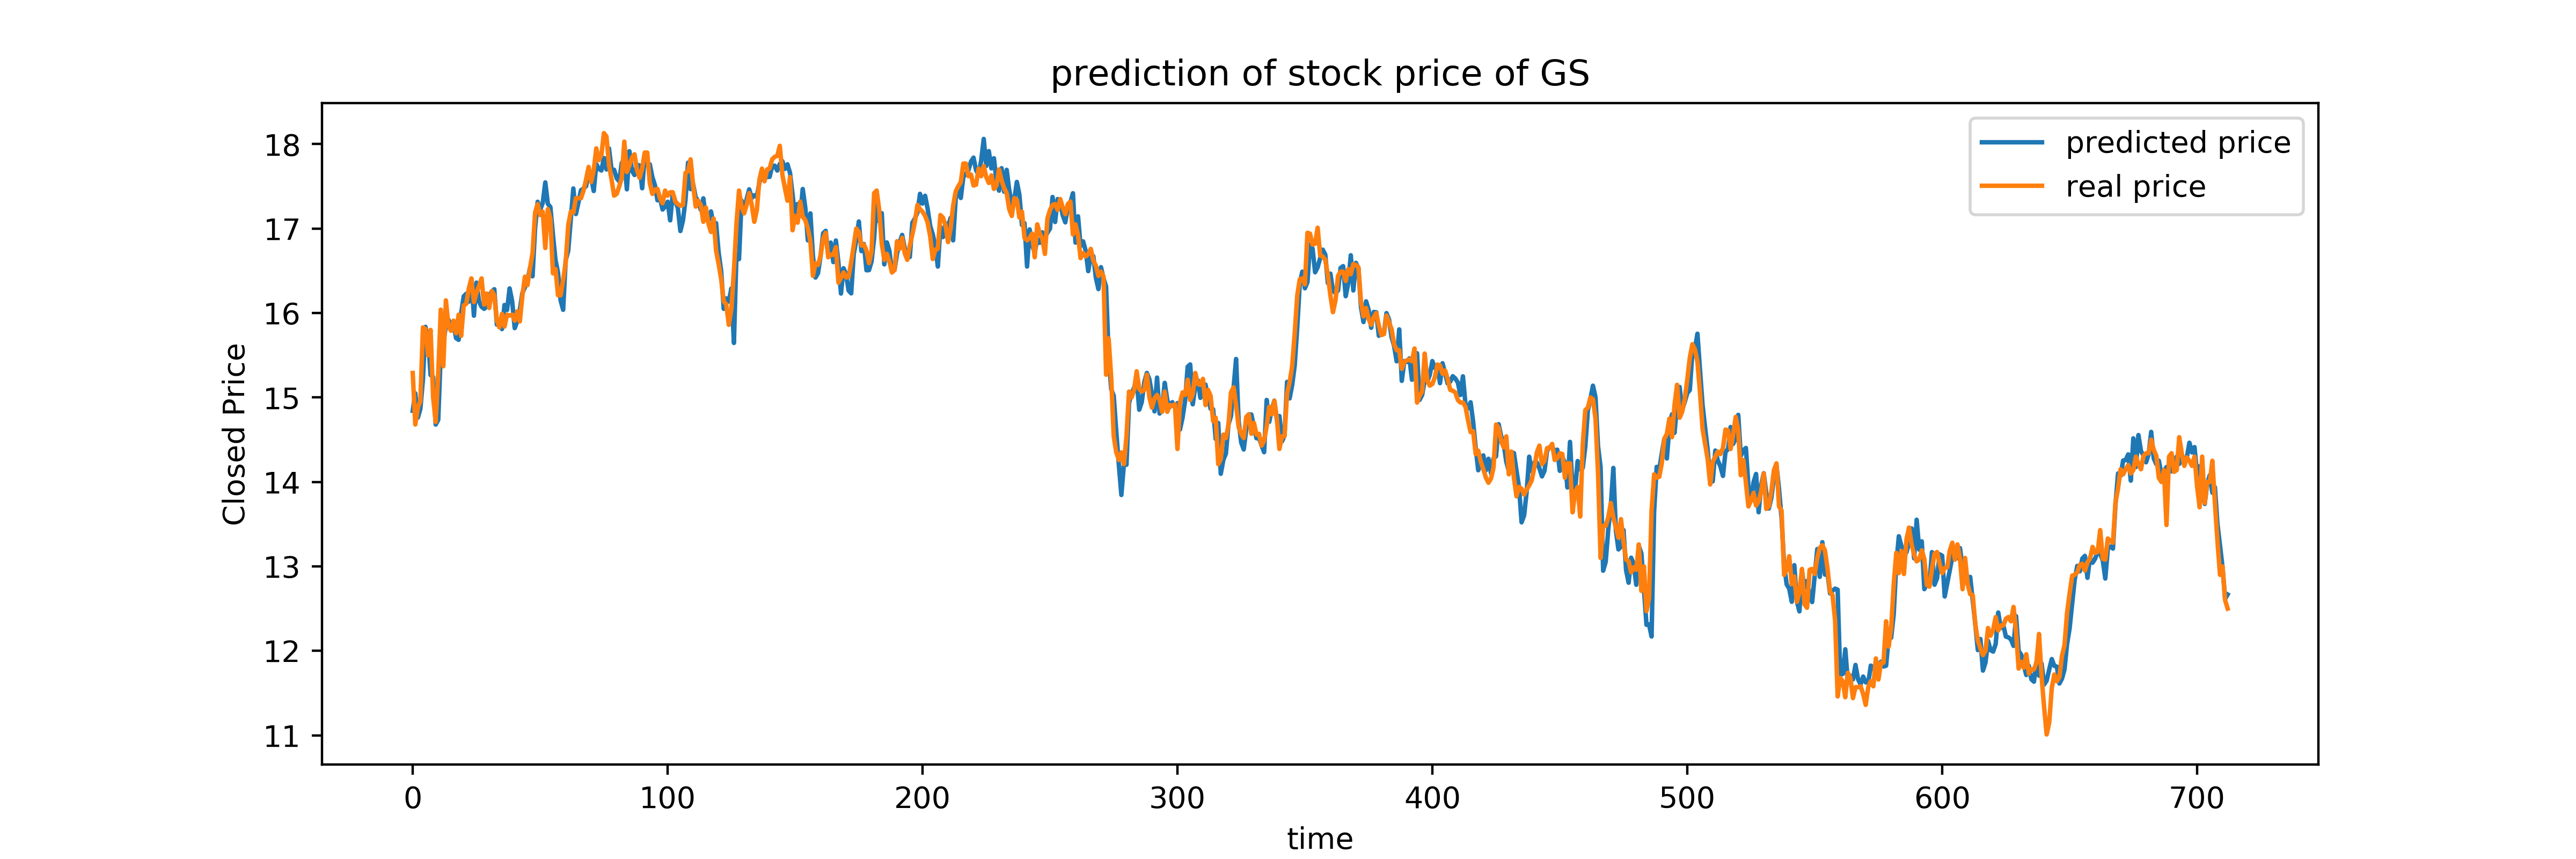 prediction of stock price of GS
predicted price
real price
Closed Price
18
17
16
15
14
13
12
11
0 100 200 300 400 500 600 700
time